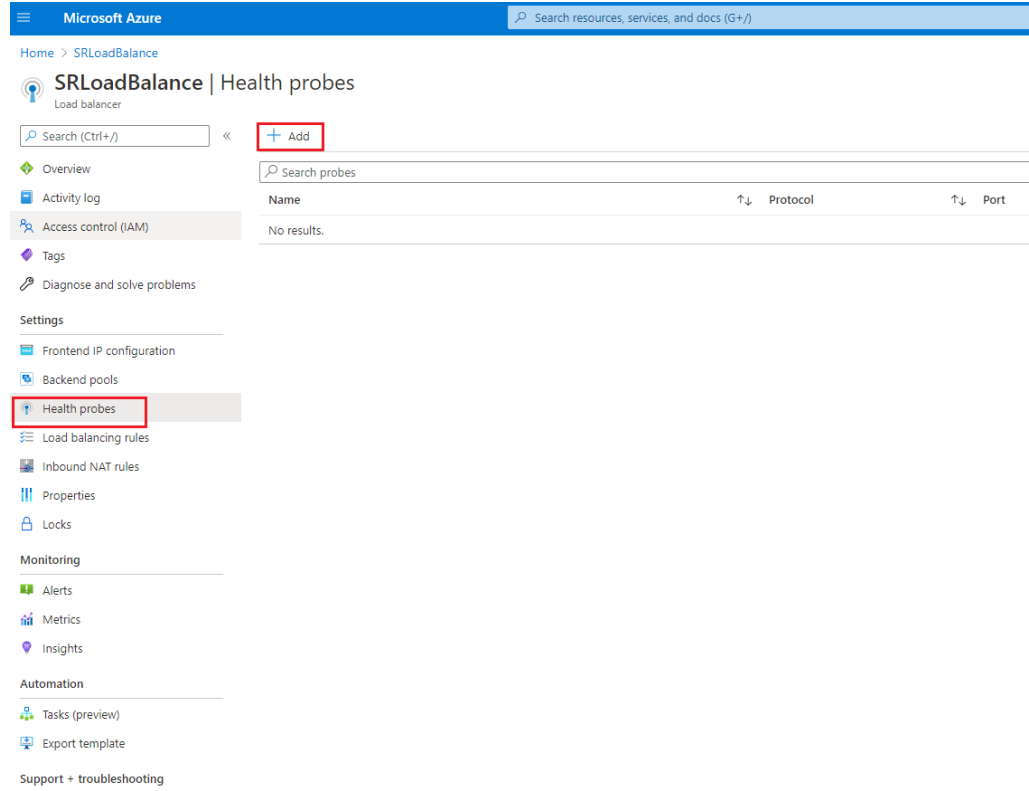 Microsoft Azure
Search resources, services, and docs (G+/)
Home > SRLoadBalance
SRLoadBalance | Health probes
Load balancer
Search (Ctrl+/)
«
+ Add
Overview
Search probes
Activity log
Name ↑↓ Protocol ↑↓ Port
Access control (IAM)
No results.
Tags
Diagnose and solve problems
Settings
Frontend IP configuration
Backend pools
Health probes
Load balancing rules
Inbound NAT rules
Properties
Locks
Monitoring
Alerts
Metrics
Insights
Automation
Tasks (preview)
Export template
Support + troubleshooting